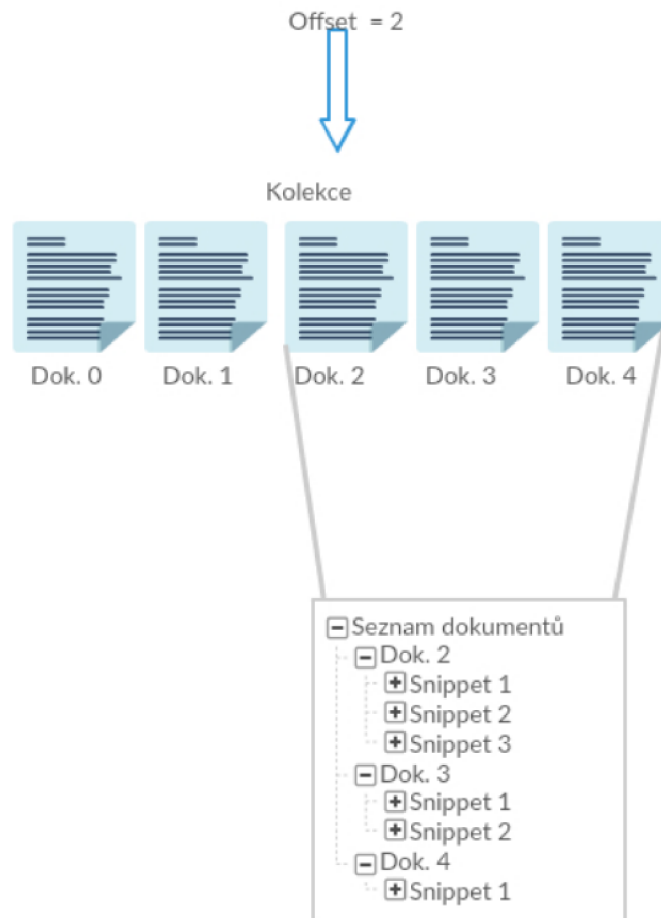 Offset = 2
Kolekce
Dok. 0 Dok. 1 Dok. 2 Dok. 3 Dok. 4
Seznam dokumentů
Dok. 2
Snippet 1
Snippet 2
Snippet 3
Dok. 3
Snippet 1
Snippet 2
Dok. 4
Snippet 1